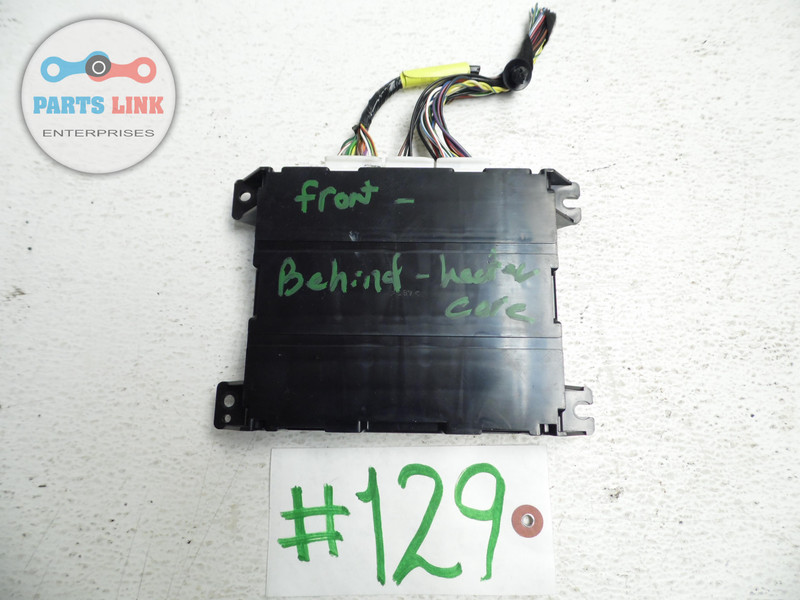 PARTS LINK
ENTERPRISES
front -
Behind - heater
core
#129